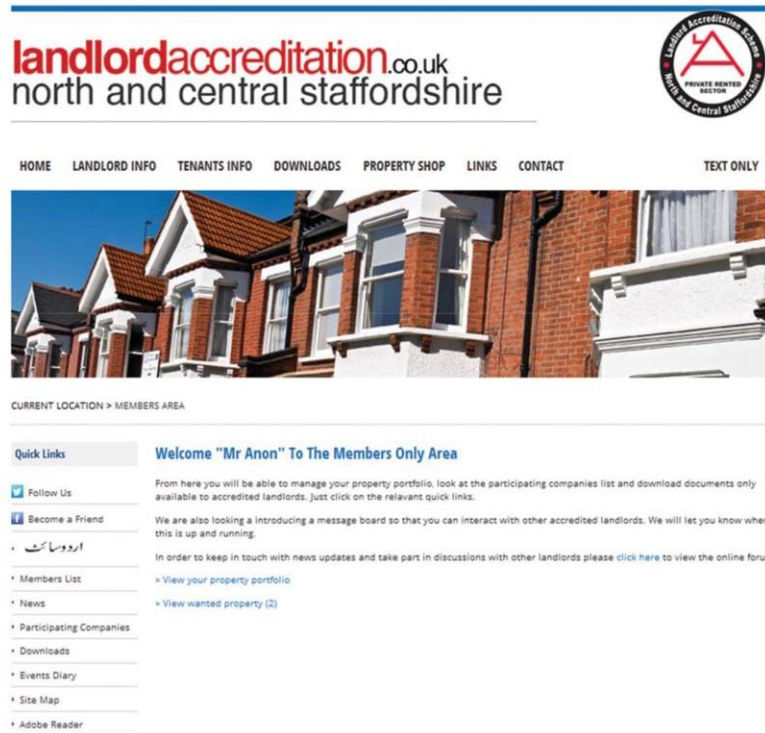 landlordaccreditation.co.uk
north and central staffordshire
Landlord Accreditation Scheme
PRIVATE RENTED
SECTOR
North and Central Staffordshire
HOME LANDLORD INFO TENANTS INFO DOWNLOADS PROPERTY SHOP LINKS CONTACT TEXT ONLY
CURRENT LOCATION > MEMBERS AREA
Quick Links
Follow Us
Become a Friend
اردو سائٹ
Members List
News
Participating Companies
Downloads
Events Diary
Site Map
Adobe Reader
Welcome "Mr Anon" To The Members Only Area
From here you will be able to manage your property portfolio, look at the participating companies list and download documents only
available to accredited landlords. Just click on the relavant quick links.
We are also looking a introducing a message board so that you can interact with other accredited landlords. We will let you know when
this is up and running.
In order to keep in touch with news updates and take part in discussions with other landlords please click here to view the online foru
» View your property portfolio
» View wanted property (2)